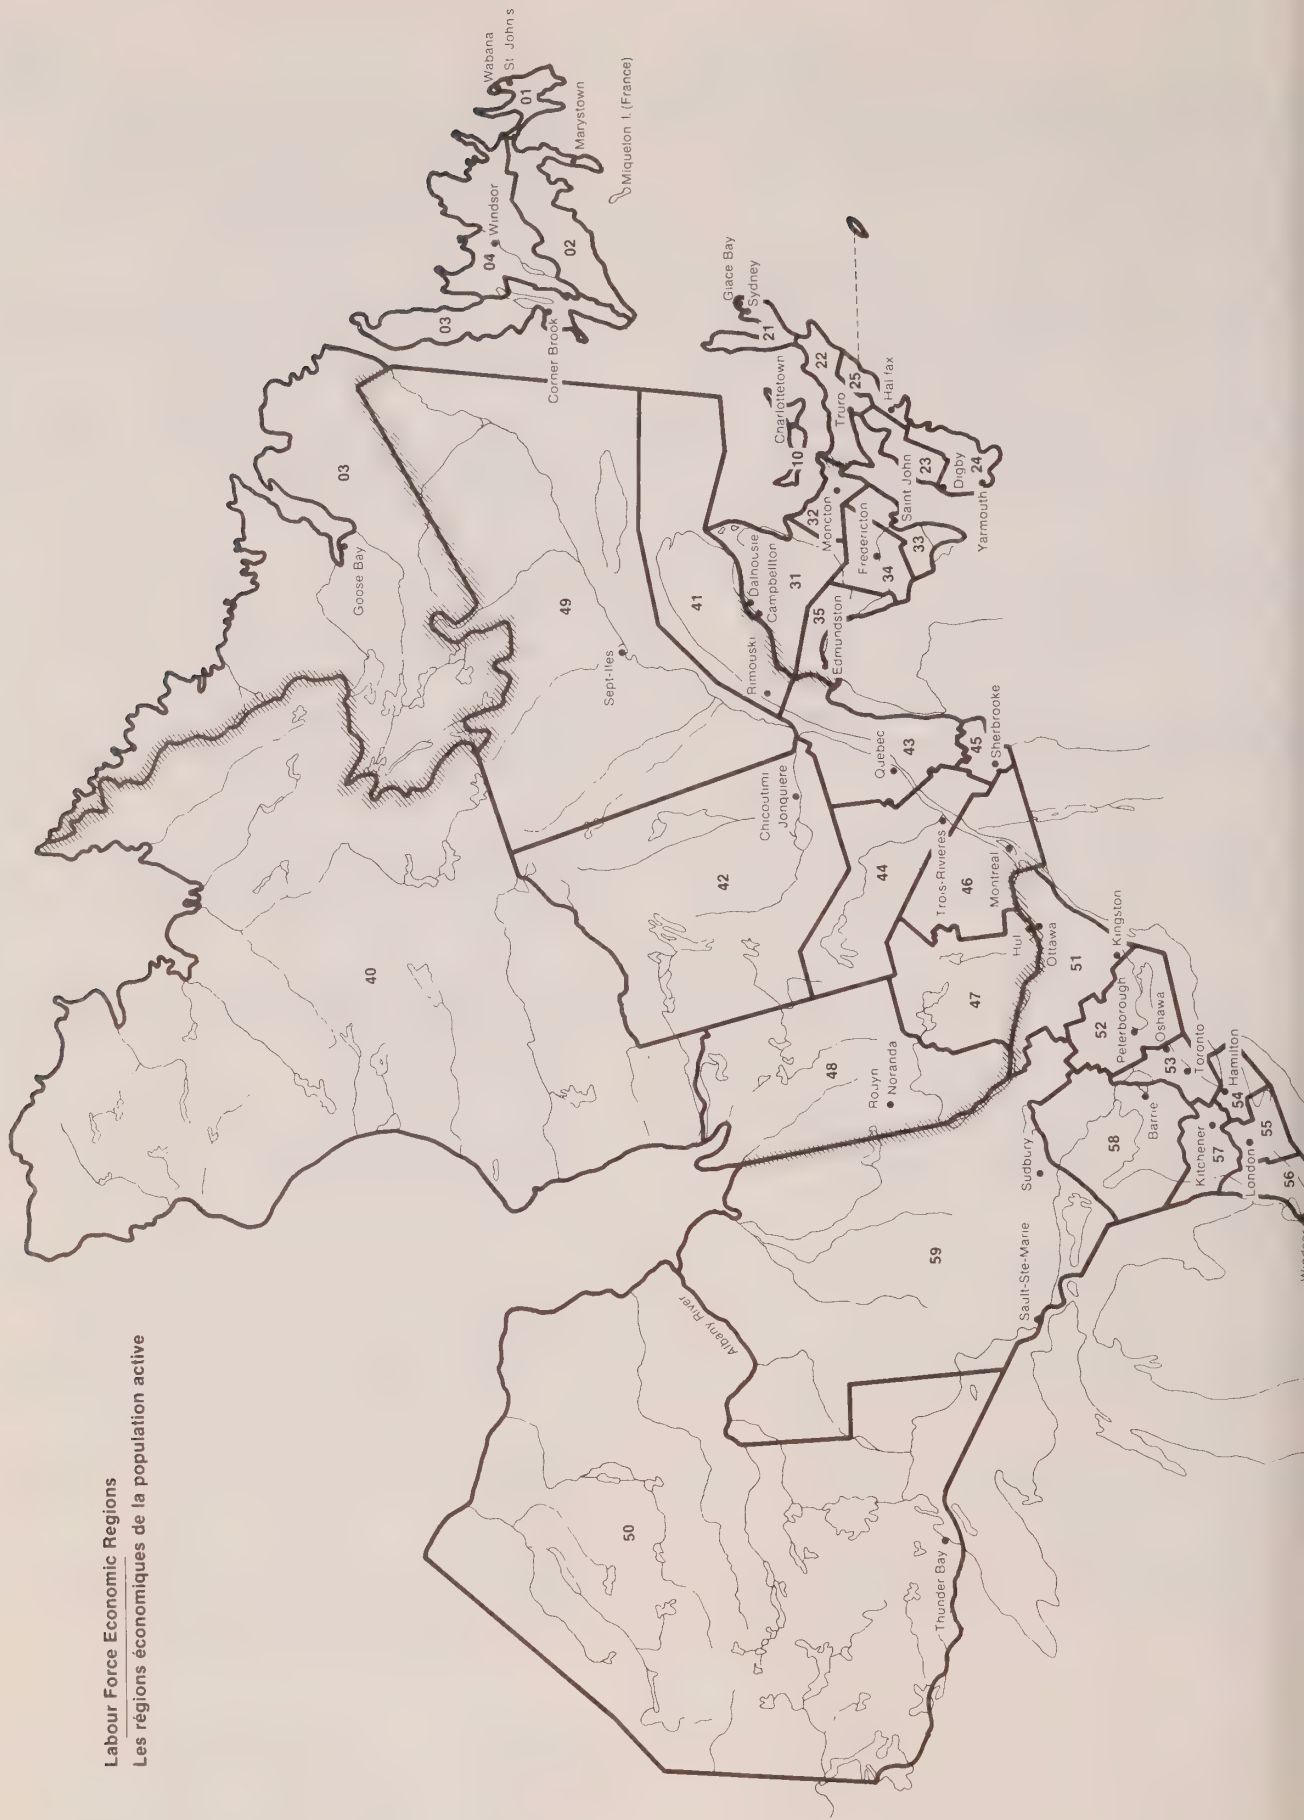 Labour Force Economic Regions
Les régions économiques de la population active
50
Thunder Bay
Albany River
59
Sault-Ste-Marie
Sudbury
58
Barrie
Kitchener
57
London
56
55
54
Hamilton
Toronto
53
Oshawa
Peterborough
52
Kingston
51
Ottawa
Hul
47
Rouyn
Noranda
48
40
42
Chicoutimi
Jonquiere
44
Trois-Rivieres
46
Montreal
Quebec
43
45
Sherbrooke
49
Sept-Iles
41
Rimouski
Dalhousie
Campbellton
31
35
Edmundston
Fredericton
34
33
32
Moncton
Saint John
10
Charlottetown
Truro
22
25
Halifax
23
Digby
24
Yarmouth
21
Glace Bay
Sydney
Goose Bay
03
03
Corner Brook
04
Windsor
02
01
Wabana
St John s
Marystown
Miquelon I. (France)